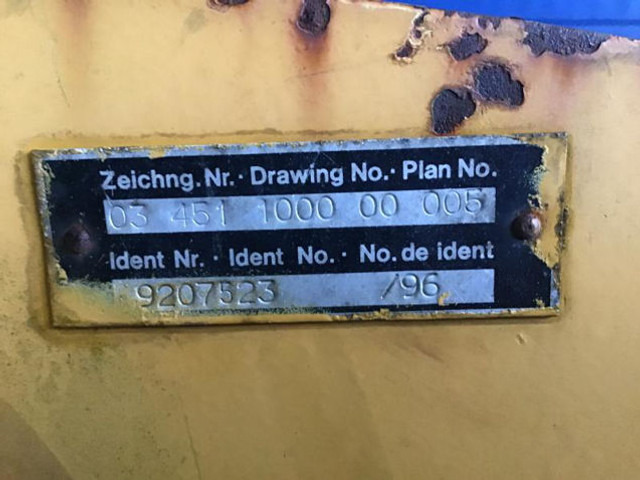 Zeichng. Nr. · Drawing No. · Plan No.
03 451 1000 00 005
Ident Nr. · Ident No. · No. de ident
9207523 /96